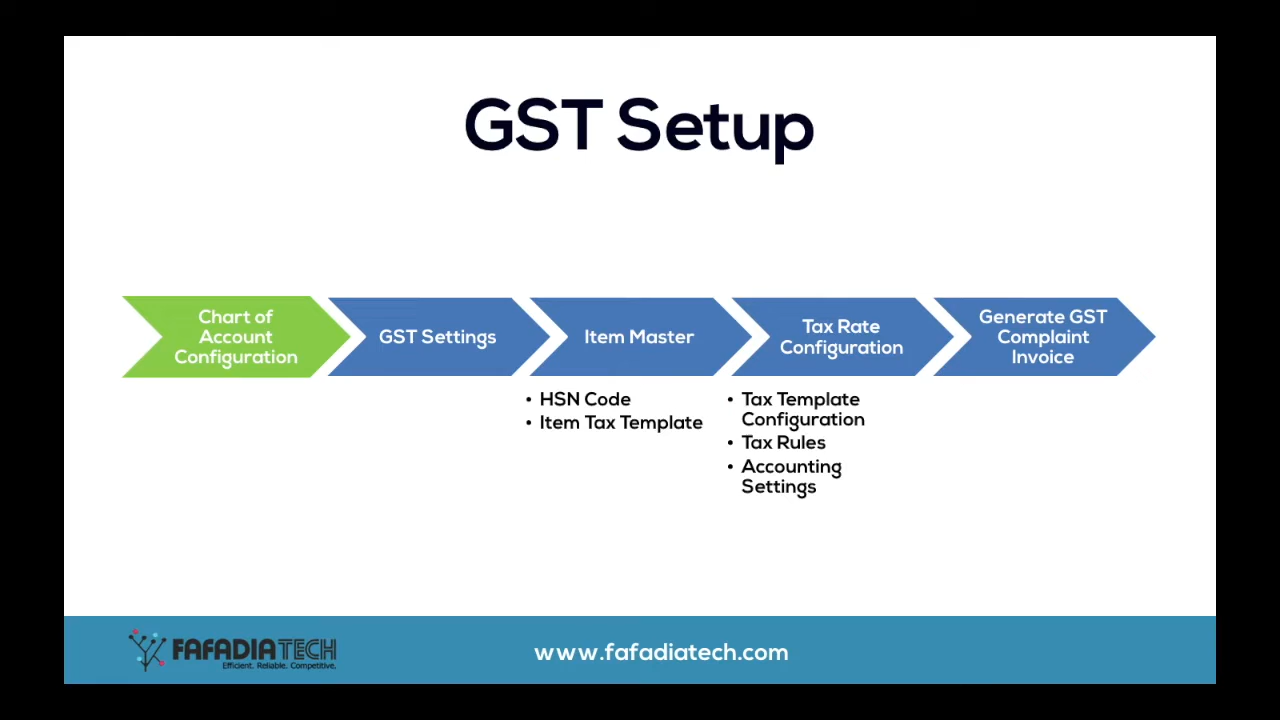 GST Setup
Chart of
Account
Configuration
GST Settings
Item Master
Tax Rate
Configuration
Generate GST
Complaint
Invoice
• HSN Code
• Item Tax Template
• Tax Template
Configuration
• Tax Rules
• Accounting
Settings
FAFADIATECH
Efficient. Reliable. Competitive.
www.fafadiatech.com